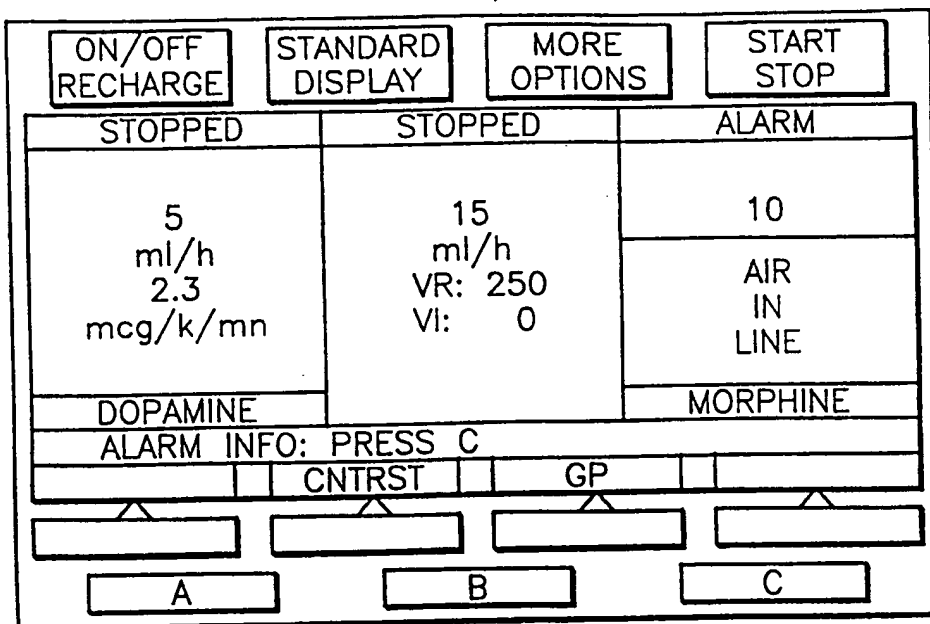 ON/OFF
RECHARGE
STANDARD
DISPLAY
MORE
OPTIONS
START
STOP
STOPPED
5
ml/h
2.3
mcg/k/mn
DOPAMINE
STOPPED
15
ml/h
VR: 250
VI: 0
ALARM
10
AIR
IN
LINE
MORPHINE
ALARM INFO: PRESS C
CNTRST
GP
A
B
C